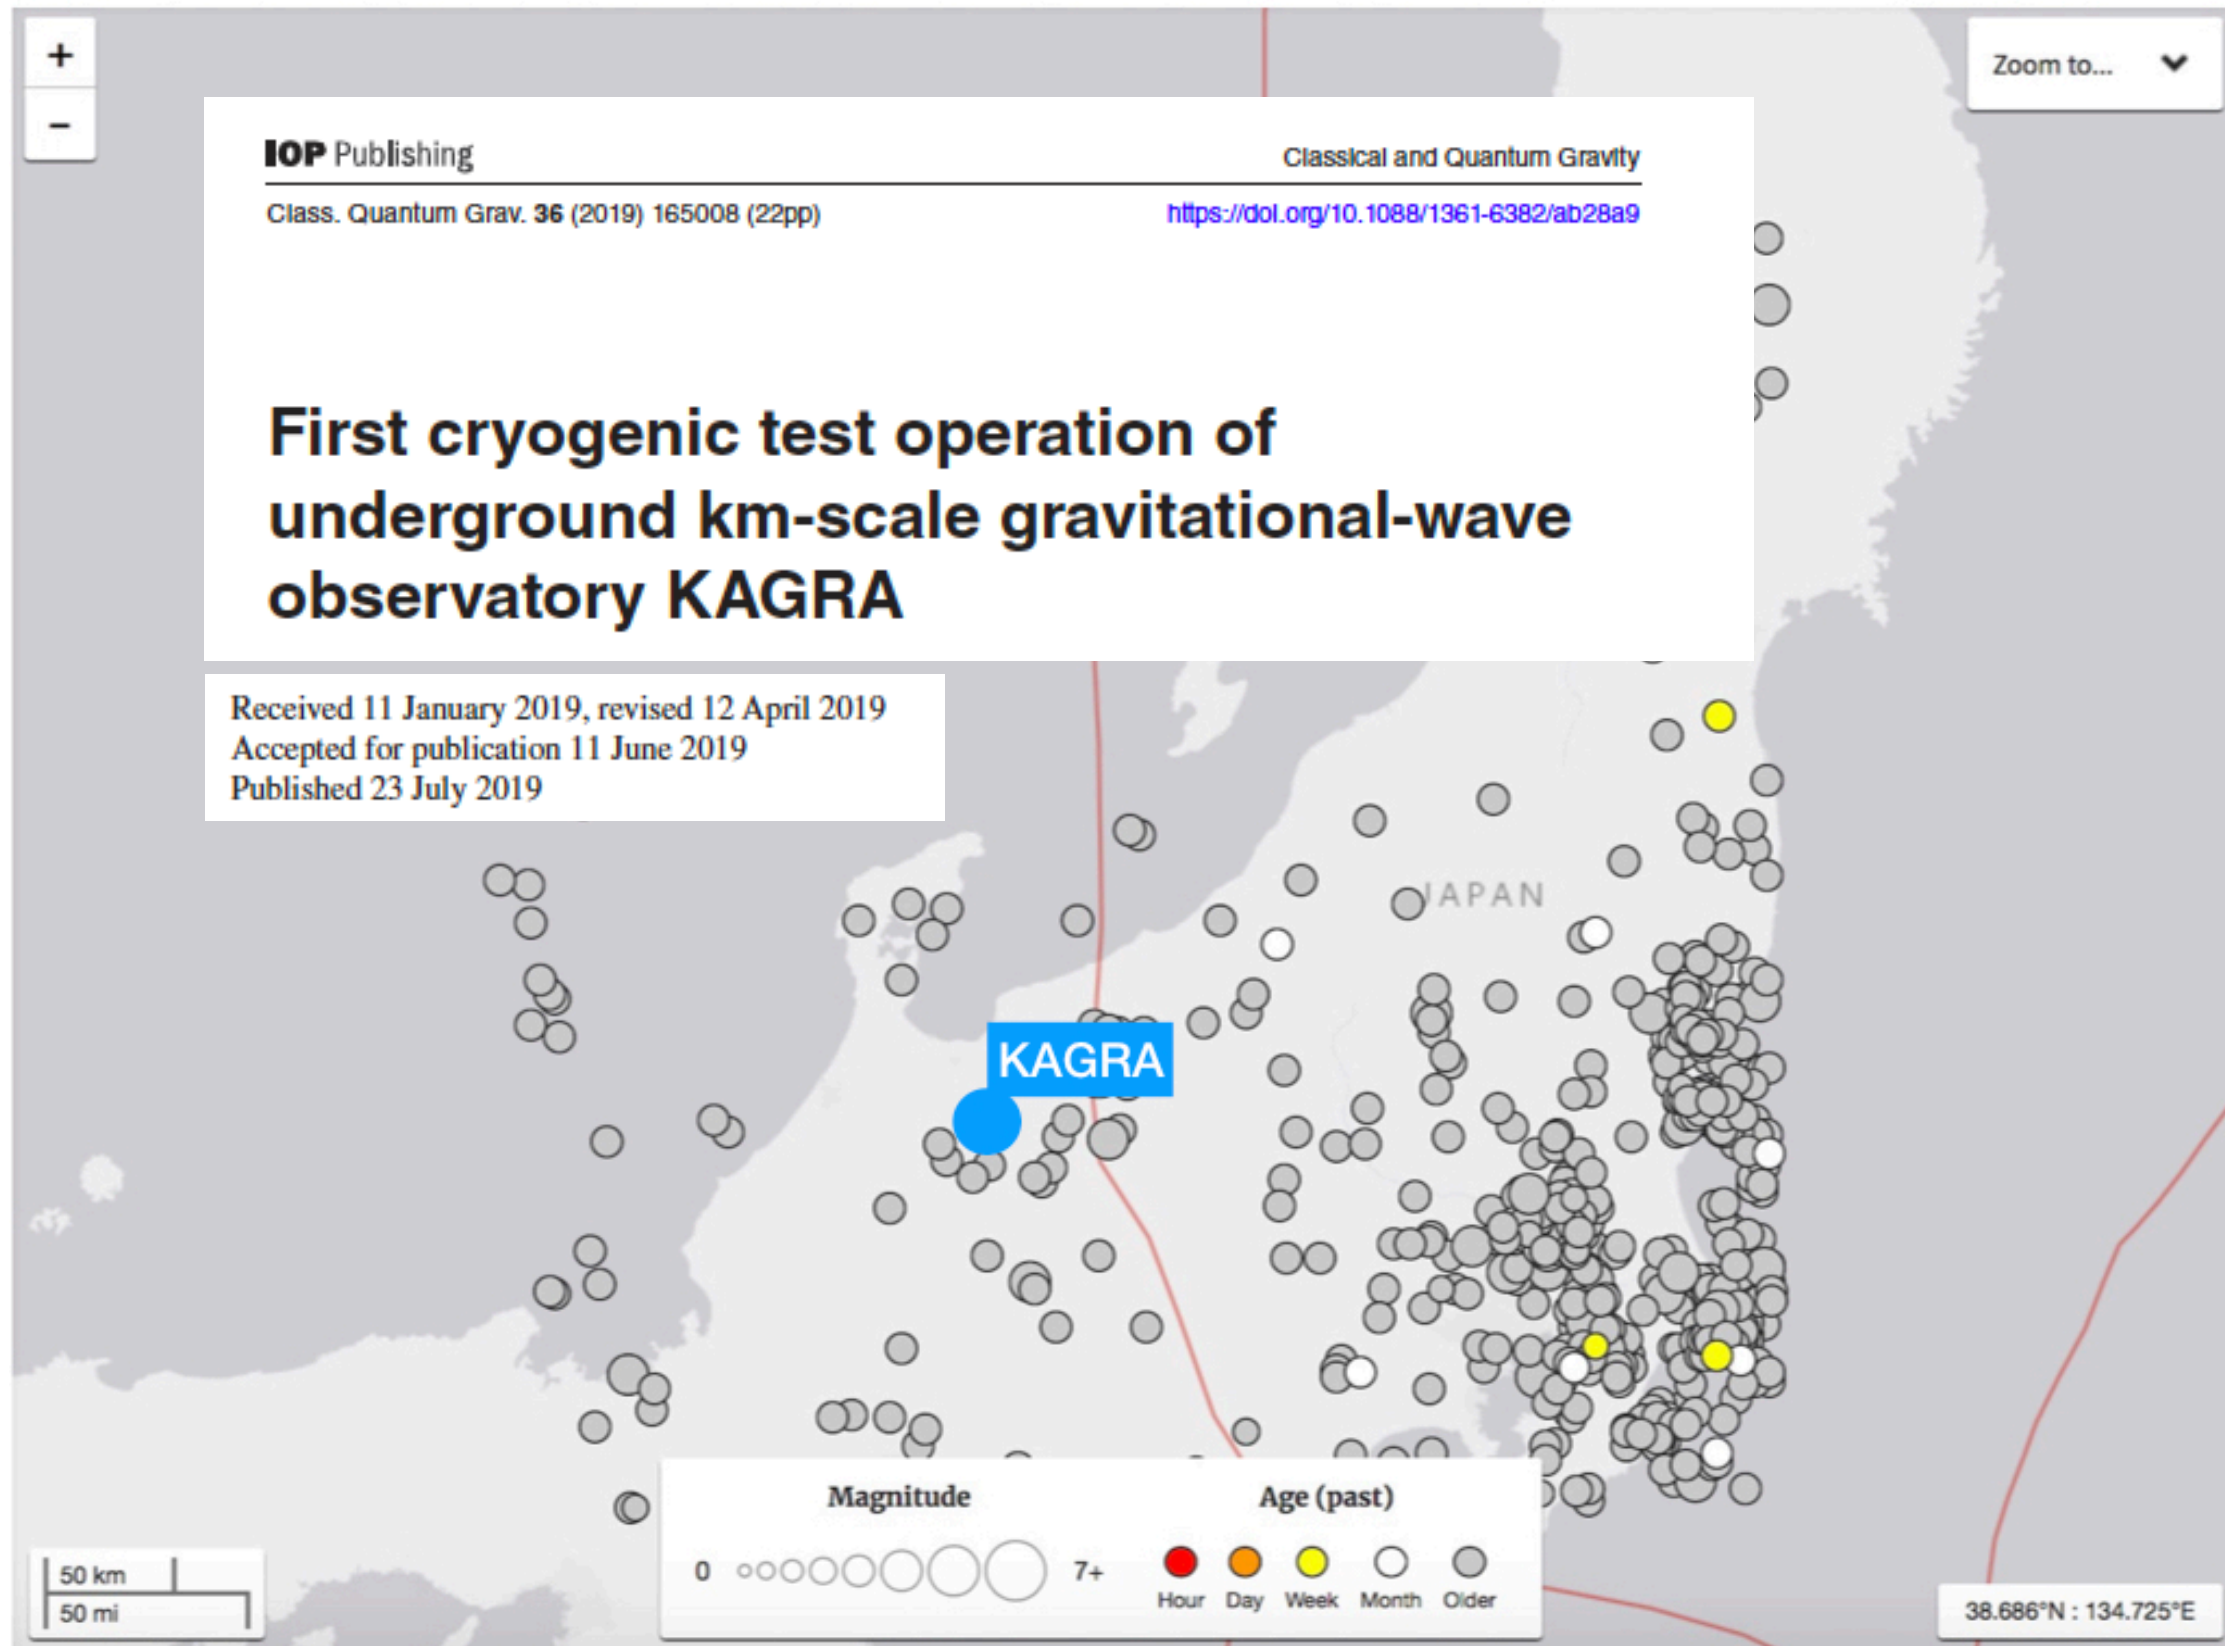 +
−
Zoom to...
IOP Publishing
Classical and Quantum Gravity
Class. Quantum Grav. 36 (2019) 165008 (22pp)
https://doi.org/10.1088/1361-6382/ab28a9
First cryogenic test operation of
underground km-scale gravitational-wave
observatory KAGRA
Received 11 January 2019, revised 12 April 2019
Accepted for publication 11 June 2019
Published 23 July 2019
JAPAN
KAGRA
Magnitude
0
7+
Age (past)
Hour Day Week Month Older
50 km
50 mi
38.686°N : 134.725°E